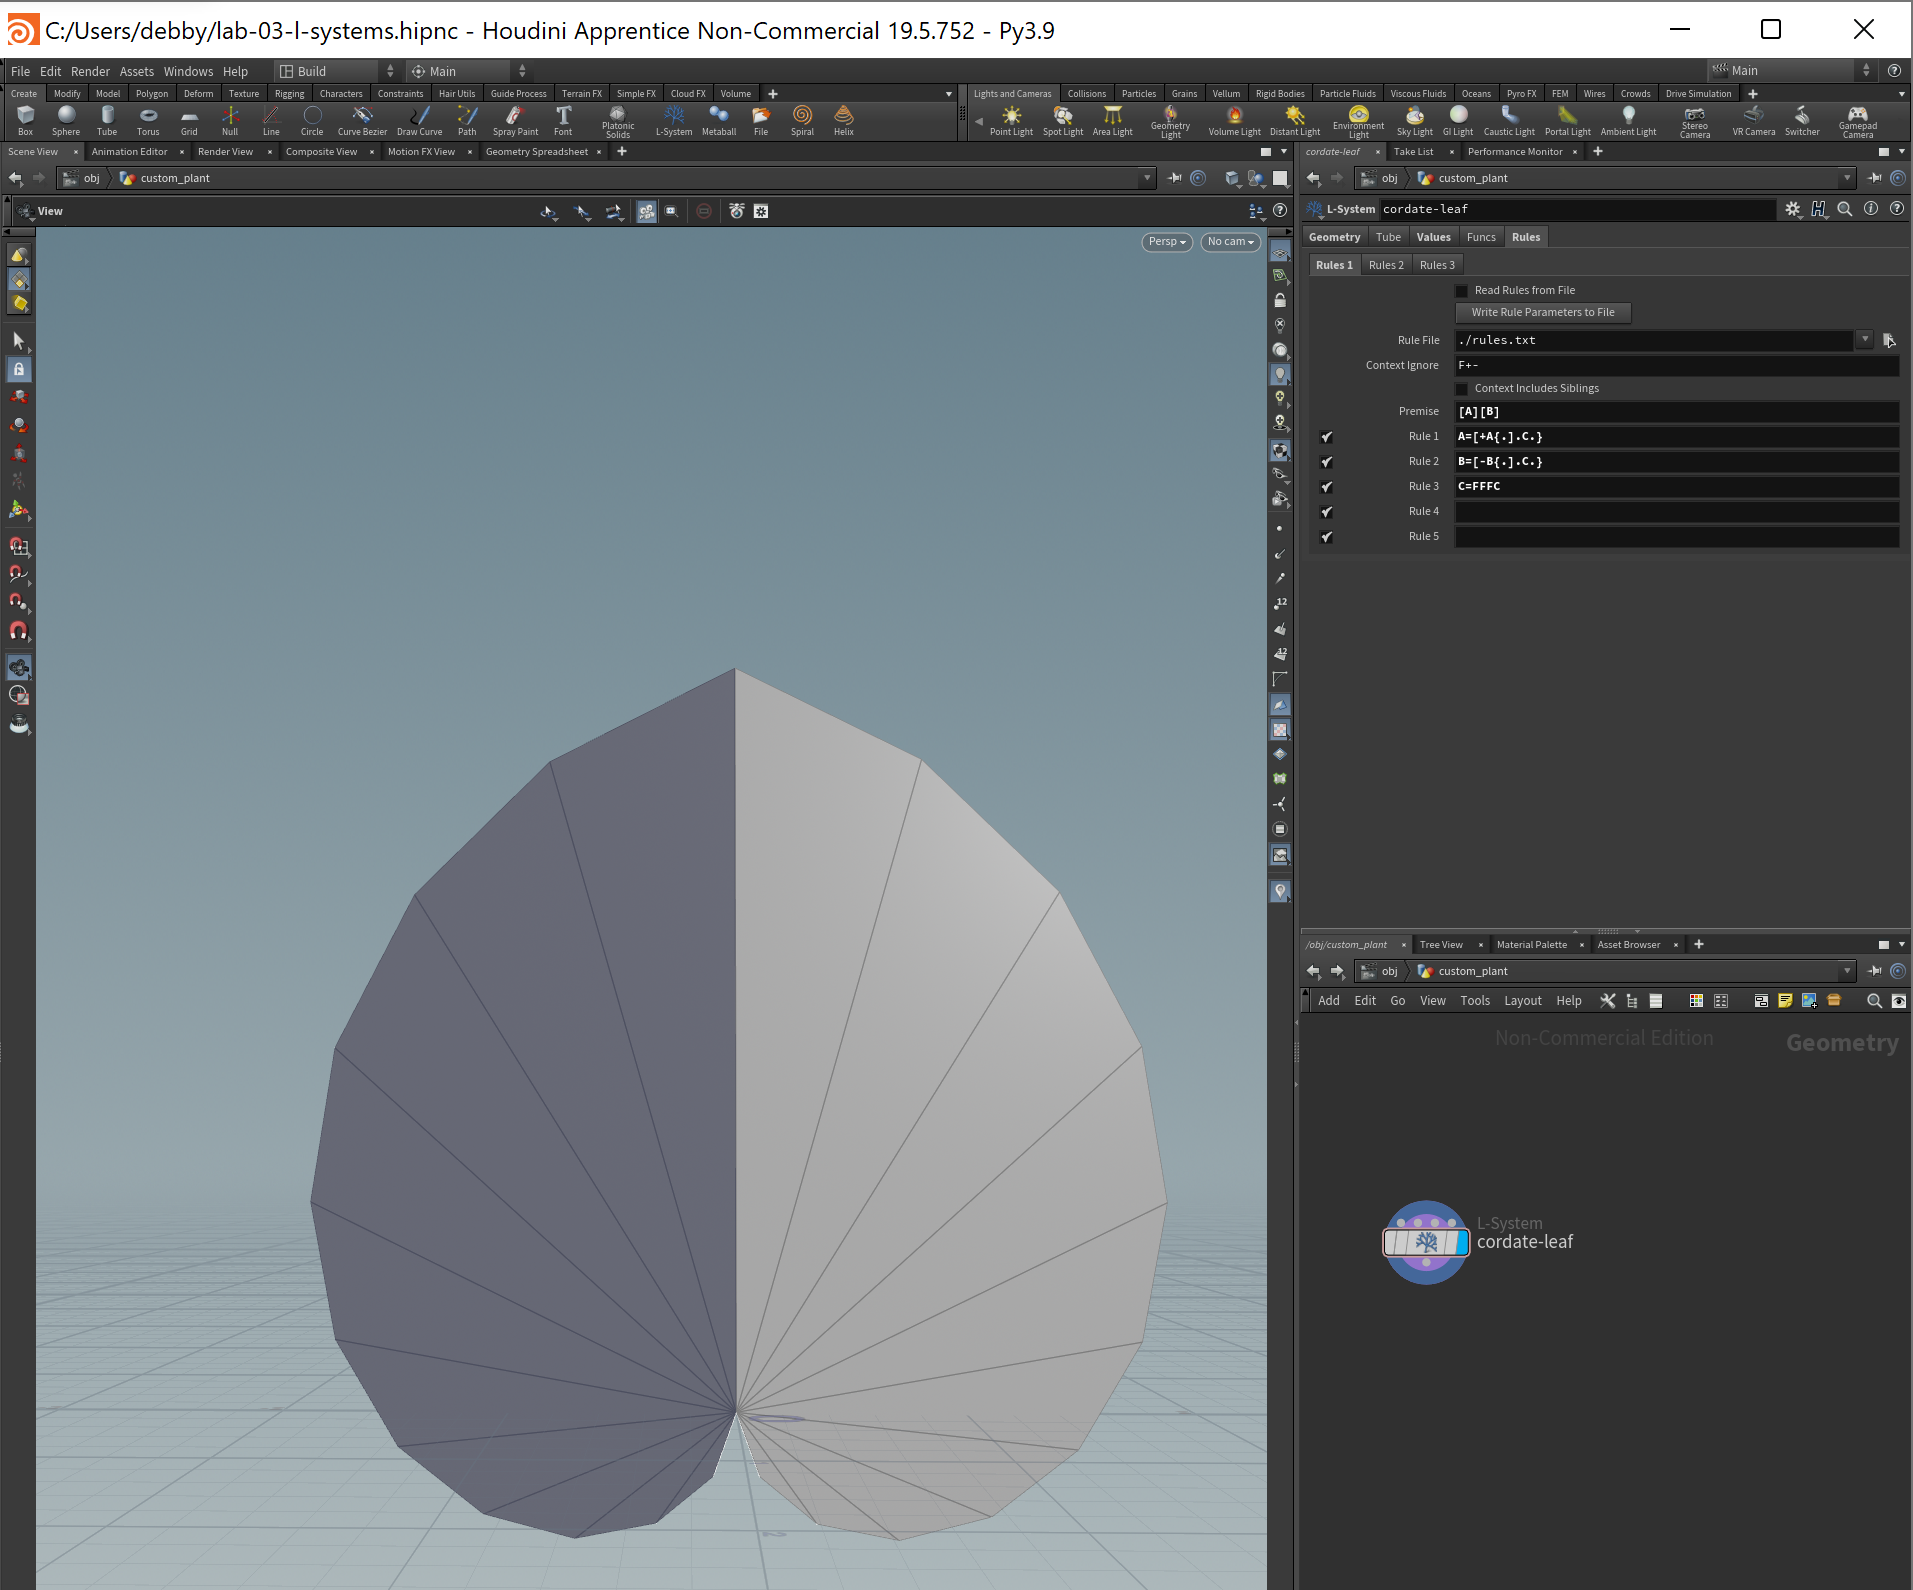 C:/Users/debby/lab-03-l-systems.hipnc - Houdini Apprentice Non-Commercial 19.5.752 - Py3.9
File Edit Render Assets Windows Help Build Main Main
Create Modify Model Polygon Deform Texture Rigging Characters Constraints Hair Utils Guide Process Terrain FX Simple FX Cloud FX Volume
Lights and Cameras Collisions Particles Grains Vellum Rigid Bodies Particle Fluids Viscous Fluids Oceans Pyro FX FEM Wires Crowds Drive Simulation
Box Sphere Tube Torus Grid Null Line Circle Curve Bezier Draw Curve Path Spray Paint Font Platonic Solids L-System Metaball File Spiral Helix
Point Light Spot Light Area Light Geometry Light Volume Light Distant Light Environment Light Sky Light GI Light Caustic Light Portal Light Ambient Light Stereo Camera VR Camera Switcher Gamepad Camera
Scene View Animation Editor Render View Composite View Motion FX View Geometry Spreadsheet
obj custom_plant
View
Persp No cam
12
12
cordate-leaf Take List Performance Monitor
obj custom_plant
L-System cordate-leaf
Geometry Tube Values Funcs Rules
Rules 1 Rules 2 Rules 3
Read Rules from File
Write Rule Parameters to File
Rule File ./rules.txt
Context Ignore F+-
Context Includes Siblings
Premise [A][B]
Rule 1 A=[+A{.].C.}
Rule 2 B=[-B{.].C.}
Rule 3 C=FFFC
Rule 4
Rule 5
/obj/custom_plant Tree View Material Palette Asset Browser
obj custom_plant
Add Edit Go View Tools Layout Help
Non-Commercial Edition Geometry
L-System
cordate-leaf